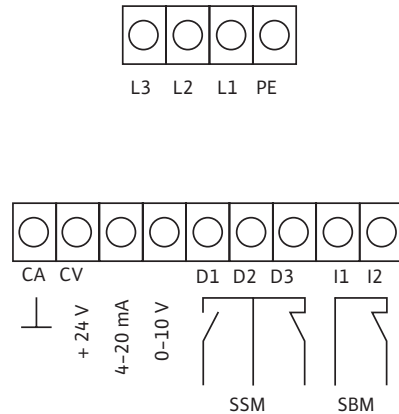 L3 L2 L1 PE
CA CV D1 D2 D3 I1 I2
+ 24 V
4–20 mA
0–10 V
SSM SBM